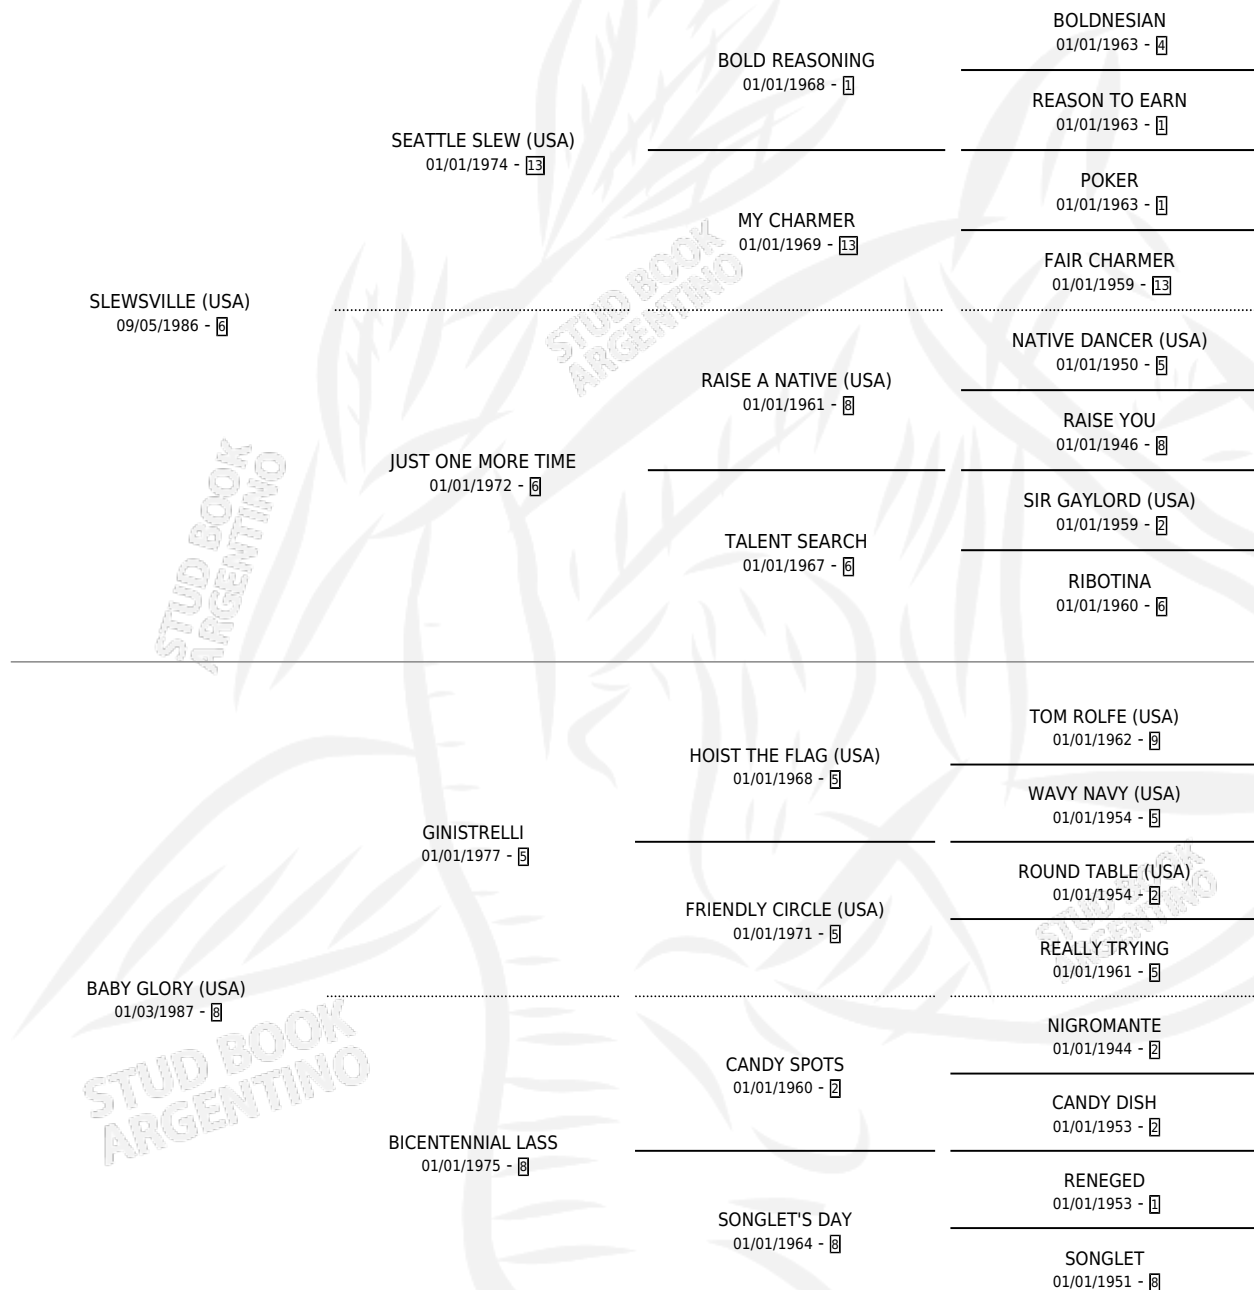 BOLDNESIAN
01/01/1963 - 4
BOLD REASONING
01/01/1968 - 1
REASON TO EARN
01/01/1963 - 1
SEATTLE SLEW (USA)
01/01/1974 - 13
POKER
01/01/1963 - 1
MY CHARMER
01/01/1969 - 13
FAIR CHARMER
01/01/1959 - 13
SLEWSVILLE (USA)
09/05/1986 - 6
NATIVE DANCER (USA)
01/01/1950 - 5
RAISE A NATIVE (USA)
01/01/1961 - 8
RAISE YOU
01/01/1946 - 8
JUST ONE MORE TIME
01/01/1972 - 6
SIR GAYLORD (USA)
01/01/1959 - 2
TALENT SEARCH
01/01/1967 - 6
RIBOTINA
01/01/1960 - 6
STUD BOOK
ARGENTINO
STUD BOOK
ARGENTINO
TOM ROLFE (USA)
01/01/1962 - 9
HOIST THE FLAG (USA)
01/01/1968 - 5
WAVY NAVY (USA)
01/01/1954 - 5
GINISTRELLI
01/01/1977 - 5
ROUND TABLE (USA)
01/01/1954 - 2
FRIENDLY CIRCLE (USA)
01/01/1971 - 5
REALLY TRYING
01/01/1961 - 5
BABY GLORY (USA)
01/03/1987 - 8
NIGROMANTE
01/01/1944 - 2
CANDY SPOTS
01/01/1960 - 2
CANDY DISH
01/01/1953 - 2
BICENTENNIAL LASS
01/01/1975 - 8
RENEGED
01/01/1953 - 1
SONGLET'S DAY
01/01/1964 - 8
SONGLET
01/01/1951 - 8
STUD BOOK
ARGENTINO
STUD BOOK
ARGENTINO